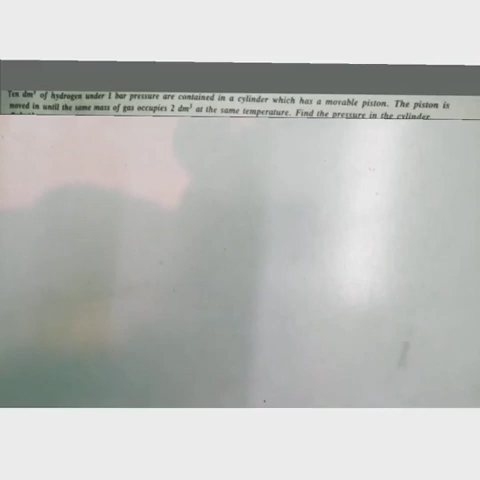 Ten dm³ of hydrogen under 1 bar pressure are contained in a cylinder which has a movable piston. The piston is
moved in until the same mass of gas occupies 2 dm³ at the same temperature. Find the pressure in the cylinder